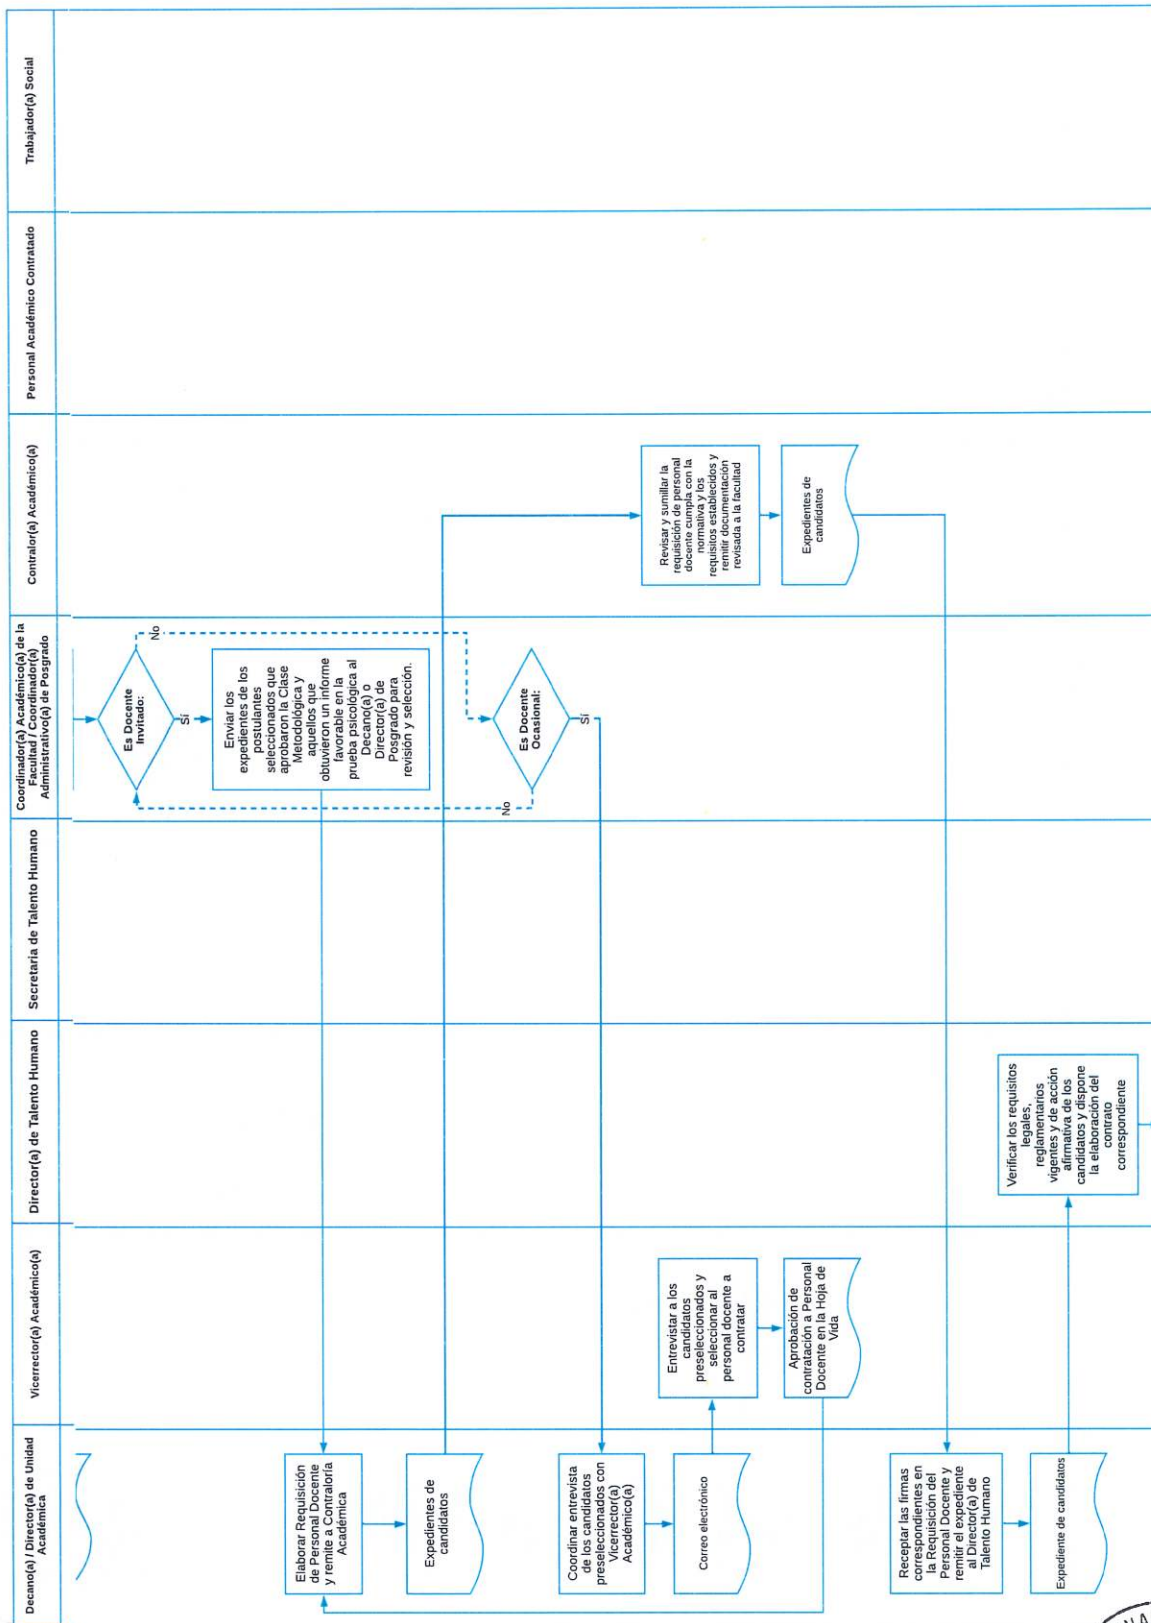 Decano(a) / Director(a) de Unidad
Académica
Vicerrector(a) Académico(a)
Director(a) de Talento Humano
Secretaria de Talento Humano
Coordinador(a) Académico(a) de la
Facultad / Coordinador(a)
Administrativo(a) de Posgrado
Contralor(a) Académico(a)
Personal Académico Contratado
Trabajador(a) Social
Es Docente
Invitado:
No
Sí
Enviar los
expedientes de los
postulantes
seleccionados que
aprobaron la Clase
Metodológica y
aquellos que
obtuvieron un informe
favorable en la
prueba psicológica al
Decano(a) o
Director(a) de
Posgrado para
revisión y selección.
Elaborar Requisición
de Personal Docente
y remite a Contraloría
Académica
Expedientes de
candidatos
Es Docente
Ocasional:
Sí
No
Coordinar entrevista
de los candidatos
preseleccionados con
Vicerrector(a)
Académico(a)
Correo electrónico
Entrevistar a los
candidatos
preseleccionados y
seleccionar al
personal docente a
contratar
Aprobación de
contratación a Personal
Docente en la Hoja de
Vida
Revisar y sumillar la
requisición de personal
docente cumpla con la
normativa y los
requisitos establecidos y
remitir documentación
revisada a la facultad
Expedientes de
candidatos
Receptar las firmas
correspondientes en
la Requisición del
Personal Docente y
remitir el expediente
al Director(a) de
Talento Humano
Expediente de candidatos
Verificar los requisitos
legales,
reglamentarios
vigentes y de acción
afirmativa de los
candidatos y dispone
la elaboración del
contrato
correspondiente